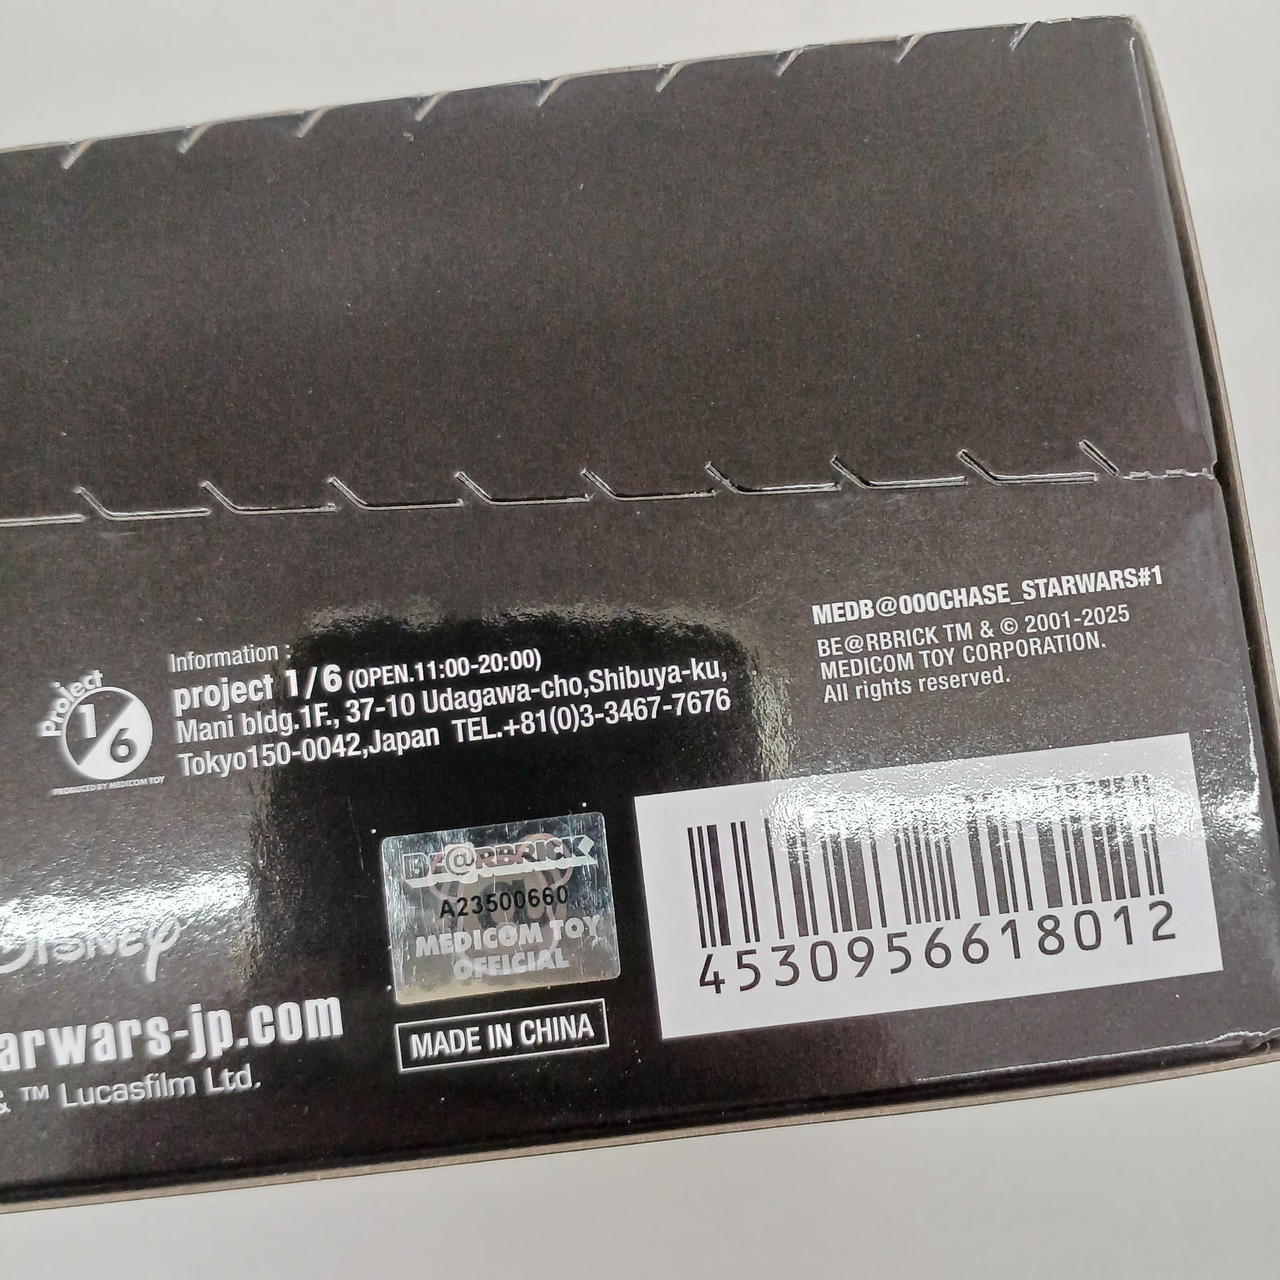 MEDB@000CHASE_STARWARS#1
BE@RBRICK TM & © 2001-2025
MEDICOM TOY CORPORATION.
All rights reserved.
Project
1/6
PRODUCED BY MEDICOM TOY
Information :
project 1/6 (OPEN.11:00-20:00)
Mani bldg.1F., 37-10 Udagawa-cho,Shibuya-ku,
Tokyo150-0042,Japan TEL.+81(0)3-3467-7676
BE@RBRICK
A23500660
MEDICOM TOY
OFFICIAL
4530956618012
DISNEY
arwars-jp.com
& ™ Lucasfilm Ltd.
MADE IN CHINA